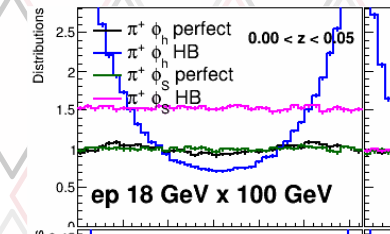 Distributions
2.5
2
1.5
1
0.5
0
π⁺ ϕ_h perfect
π⁺ ϕ_h HB
π⁺ ϕ_S perfect
π⁺ ϕ_S HB
0.00 < z < 0.05
ep 18 GeV x 100 GeV